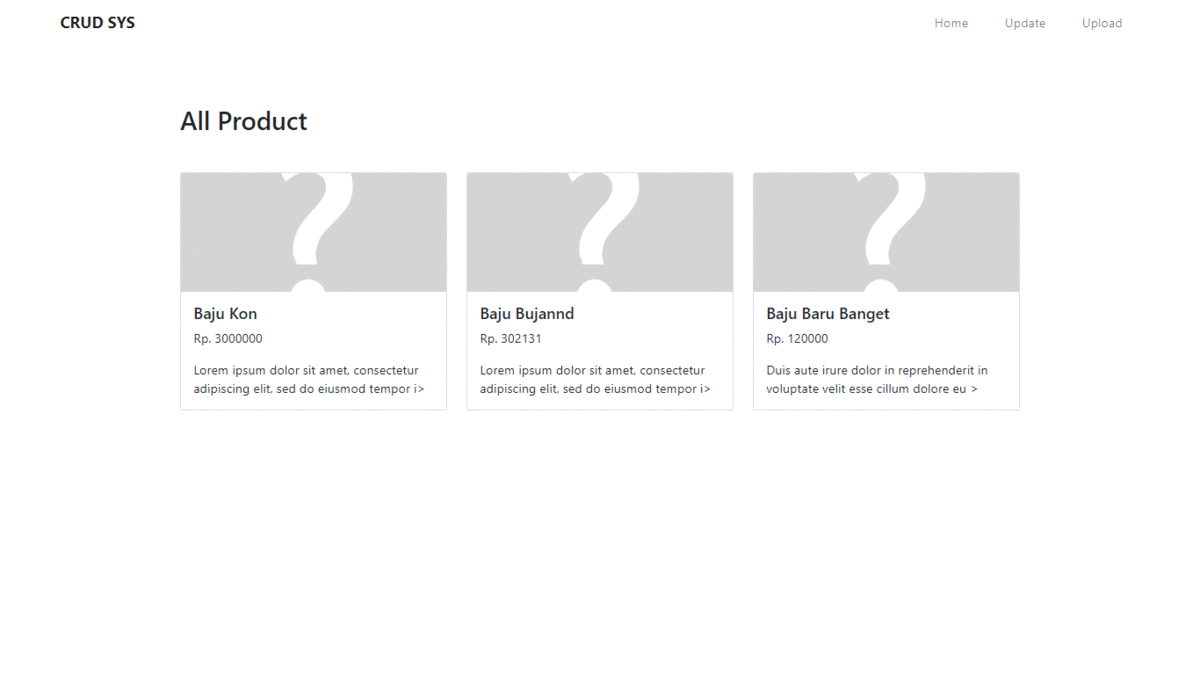 CRUD SYS
Home Update Upload
All Product
Baju Kon
Rp. 3000000
Lorem ipsum dolor sit amet, consectetur
adipiscing elit, sed do eiusmod tempor i>
Baju Bujannd
Rp. 302131
Lorem ipsum dolor sit amet, consectetur
adipiscing elit, sed do eiusmod tempor i>
Baju Baru Banget
Rp. 120000
Duis aute irure dolor in reprehenderit in
voluptate velit esse cillum dolore eu >